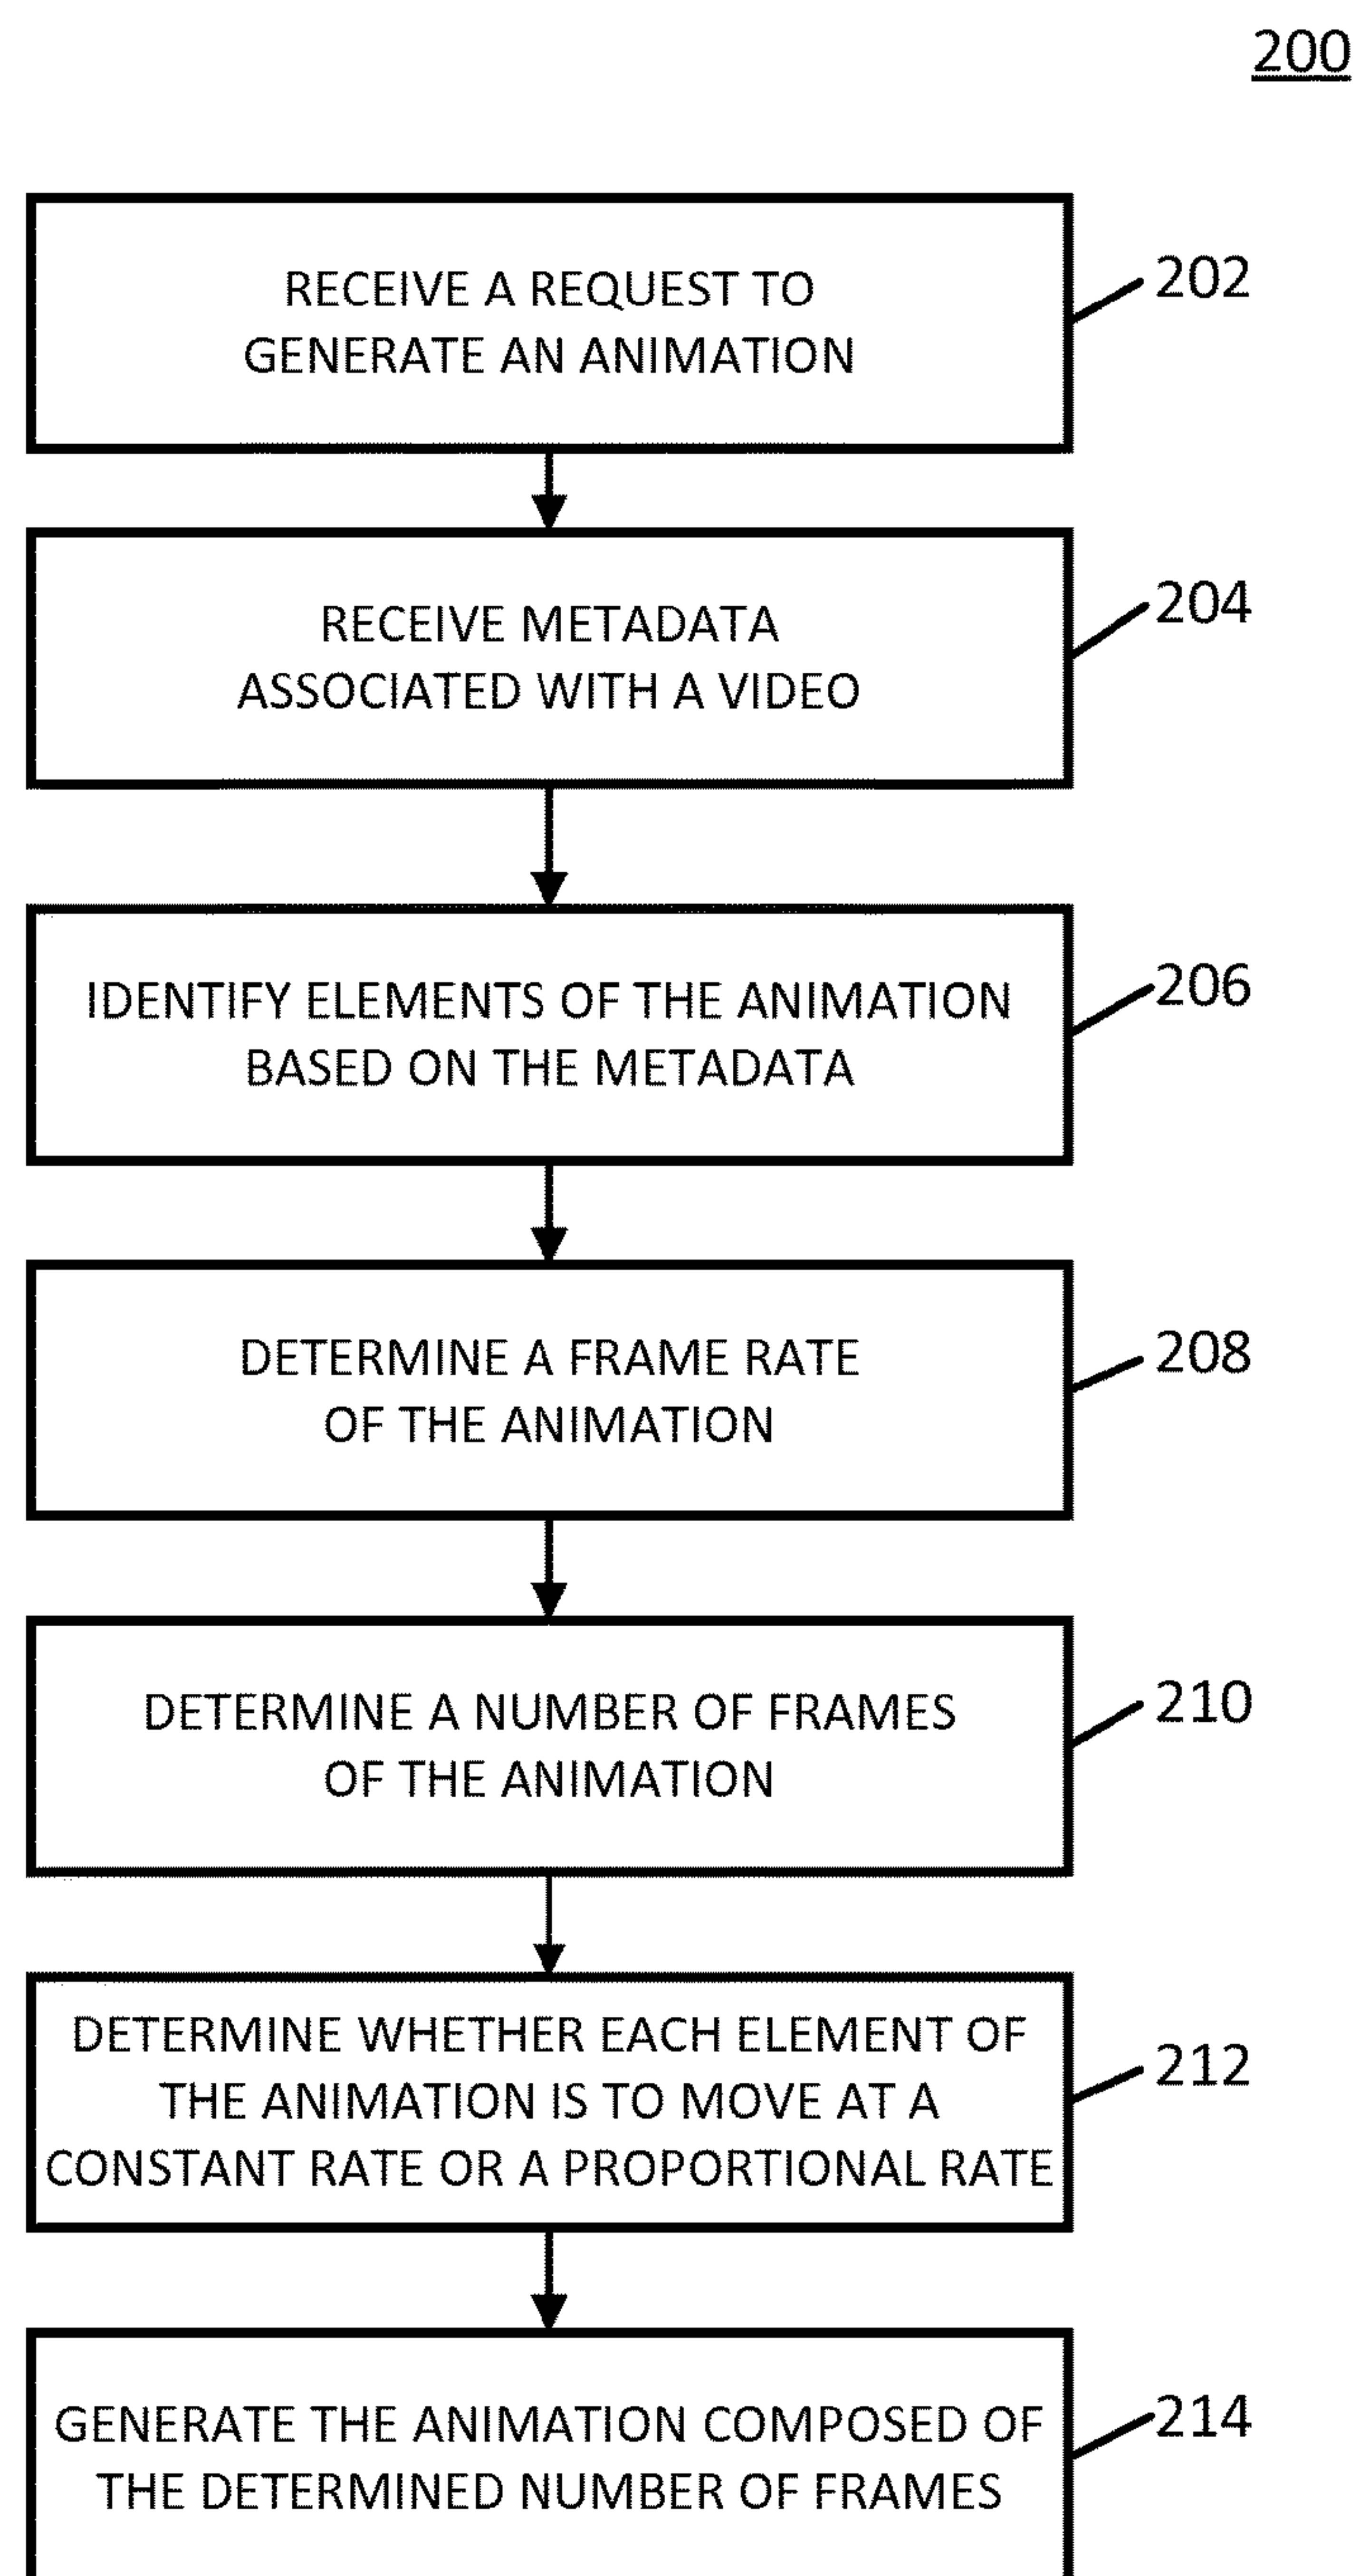 200
RECEIVE A REQUEST TO
GENERATE AN ANIMATION
202
RECEIVE METADATA
ASSOCIATED WITH A VIDEO
204
IDENTIFY ELEMENTS OF THE ANIMATION
BASED ON THE METADATA
206
DETERMINE A FRAME RATE
OF THE ANIMATION
208
DETERMINE A NUMBER OF FRAMES
OF THE ANIMATION
210
DETERMINE WHETHER EACH ELEMENT OF
THE ANIMATION IS TO MOVE AT A
CONSTANT RATE OR A PROPORTIONAL RATE
212
GENERATE THE ANIMATION COMPOSED OF
THE DETERMINED NUMBER OF FRAMES
214